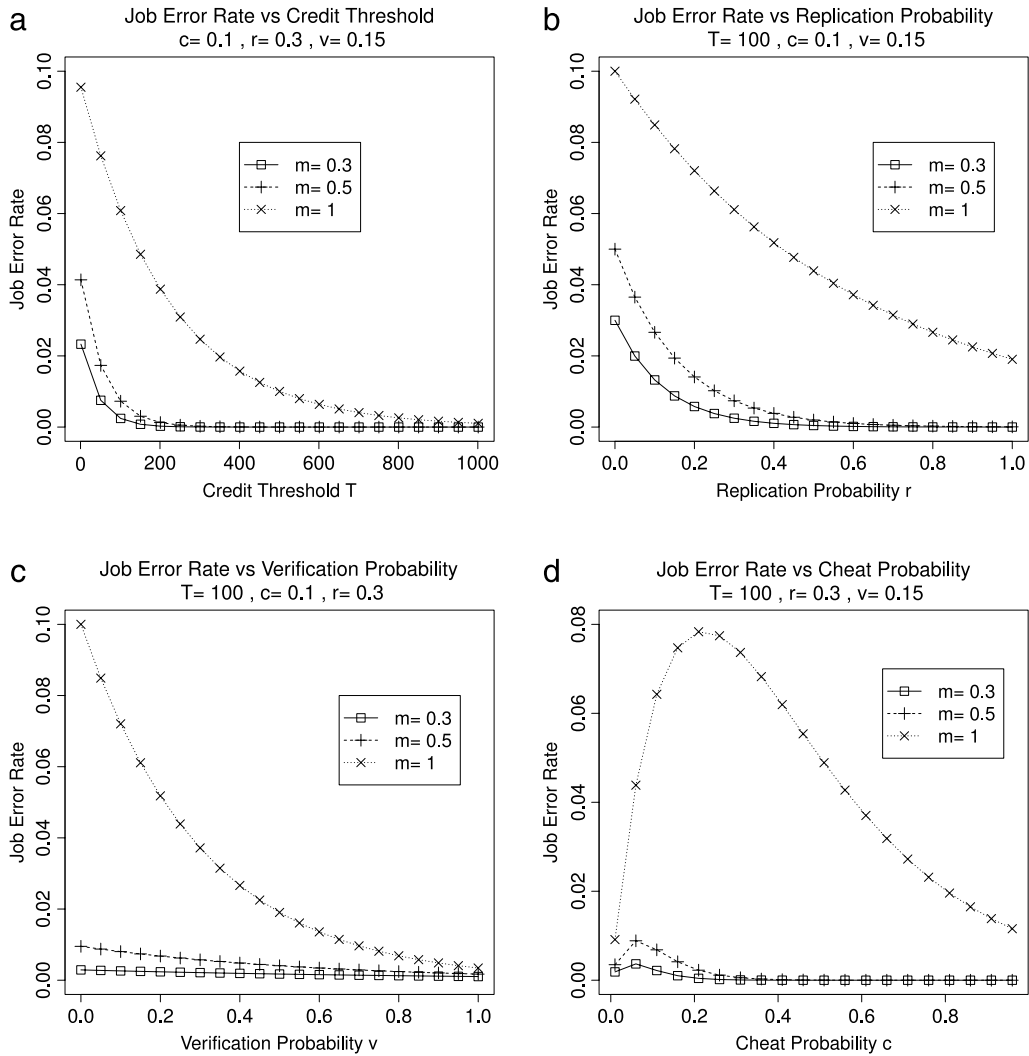 a
Job Error Rate vs Credit Threshold
c= 0.1 , r= 0.3 , v= 0.15
Job Error Rate
0.10
0.08
0.06
0.04
0.02
0.00
m= 0.3
m= 0.5
m= 1
0 200 400 600 800 1000
Credit Threshold T
b
Job Error Rate vs Replication Probability
T= 100 , c= 0.1 , v= 0.15
Job Error Rate
0.10
0.08
0.06
0.04
0.02
0.00
m= 0.3
m= 0.5
m= 1
0.0 0.2 0.4 0.6 0.8 1.0
Replication Probability r
c
Job Error Rate vs Verification Probability
T= 100 , c= 0.1 , r= 0.3
Job Error Rate
0.10
0.08
0.06
0.04
0.02
0.00
m= 0.3
m= 0.5
m= 1
0.0 0.2 0.4 0.6 0.8 1.0
Verification Probability v
d
Job Error Rate vs Cheat Probability
T= 100 , r= 0.3 , v= 0.15
Job Error Rate
0.08
0.06
0.04
0.02
0.00
m= 0.3
m= 0.5
m= 1
0.0 0.2 0.4 0.6 0.8
Cheat Probability c